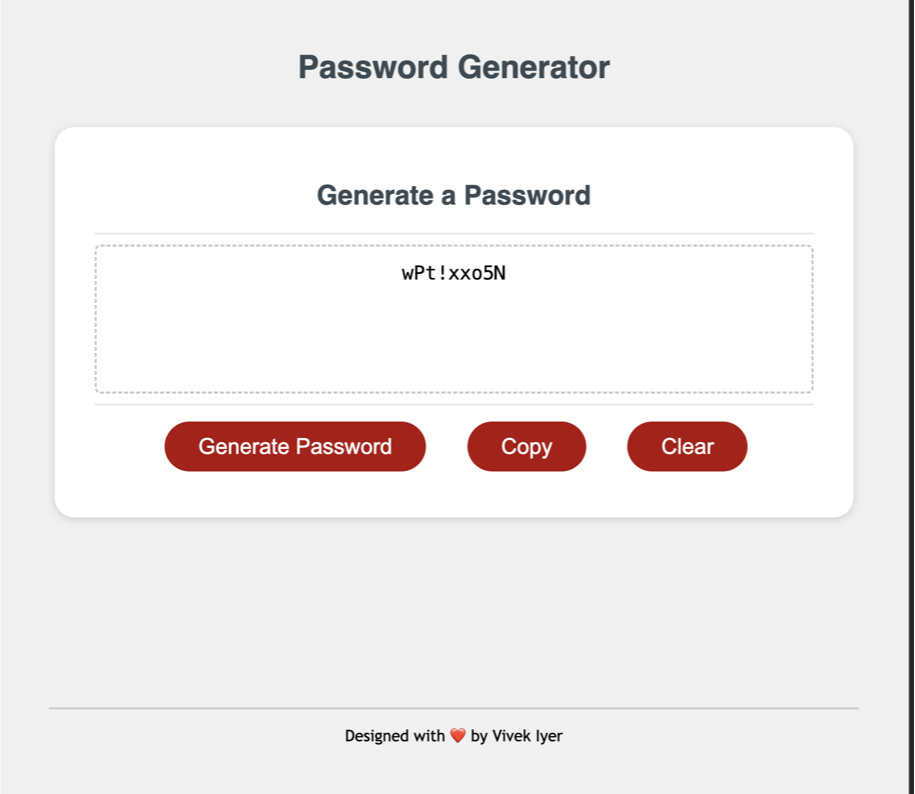 Password Generator
Generate a Password
wPt!xxo5N
Generate Password Copy Clear
Designed with ❤️ by Vivek Iyer